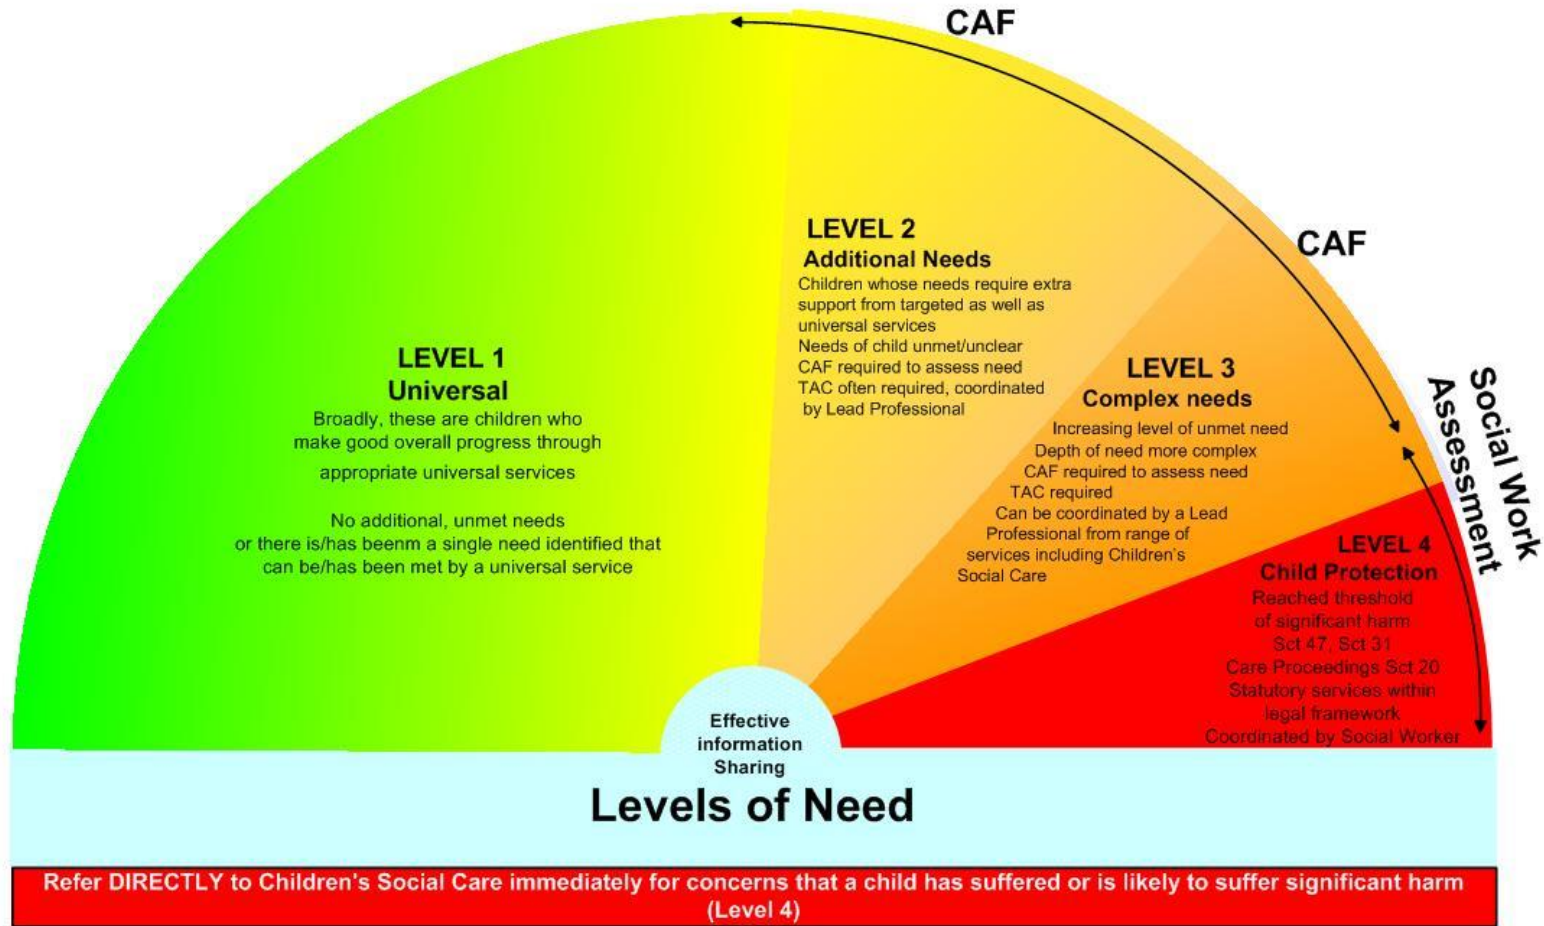 CAF
CAF
Social Work
Assessment
LEVEL 1
Universal
Broadly, these are children who
make good overall progress through
appropriate universal services
No additional, unmet needs
or there is/has beenm a single need identified that
can be/has been met by a universal service
LEVEL 2
Additional Needs
Children whose needs require extra
support from targeted as well as
universal services
Needs of child unmet/unclear
CAF required to assess need
TAC often required, coordinated
by Lead Professional
LEVEL 3
Complex needs
Increasing level of unmet need
Depth of need more complex
CAF required to assess need
TAC required
Can be coordinated by a Lead
Professional from range of
services including Children's
Social Care
LEVEL 4
Child Protection
Reached threshold
of significant harm
Sct 47, Sct 31
Care Proceedings Sct 20
Statutory services within
legal framework
Coordinated by Social Worker
Effective
information
Sharing
Levels of Need
Refer DIRECTLY to Children's Social Care immediately for concerns that a child has suffered or is likely to suffer significant harm
(Level 4)